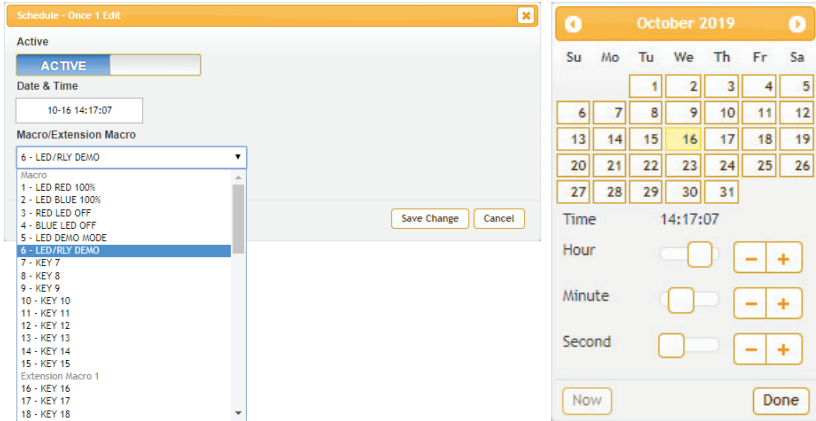 Schedule - Once 1 Edit
Active
ACTIVE
Date & Time
10-16 14:17:07
Macro/Extension Macro
6 - LED/RLY DEMO
Macro
1 - LED RED 100%
2 - LED BLUE 100%
3 - RED LED OFF
4 - BLUE LED OFF
5 - LED DEMO MODE
6 - LED/RLY DEMO
7 - KEY 7
8 - KEY 8
9 - KEY 9
10 - KEY 10
11 - KEY 11
12 - KEY 12
13 - KEY 13
14 - KEY 14
15 - KEY 15
Extension Macro 1
16 - KEY 16
17 - KEY 17
18 - KEY 18
Save Change Cancel
October 2019
Su Mo Tu We Th Fr Sa
1 2 3 4 5
6 7 8 9 10 11 12
13 14 15 16 17 18 19
20 21 22 23 24 25 26
27 28 29 30 31
Time 14:17:07
Hour - +
Minute - +
Second - +
Now Done